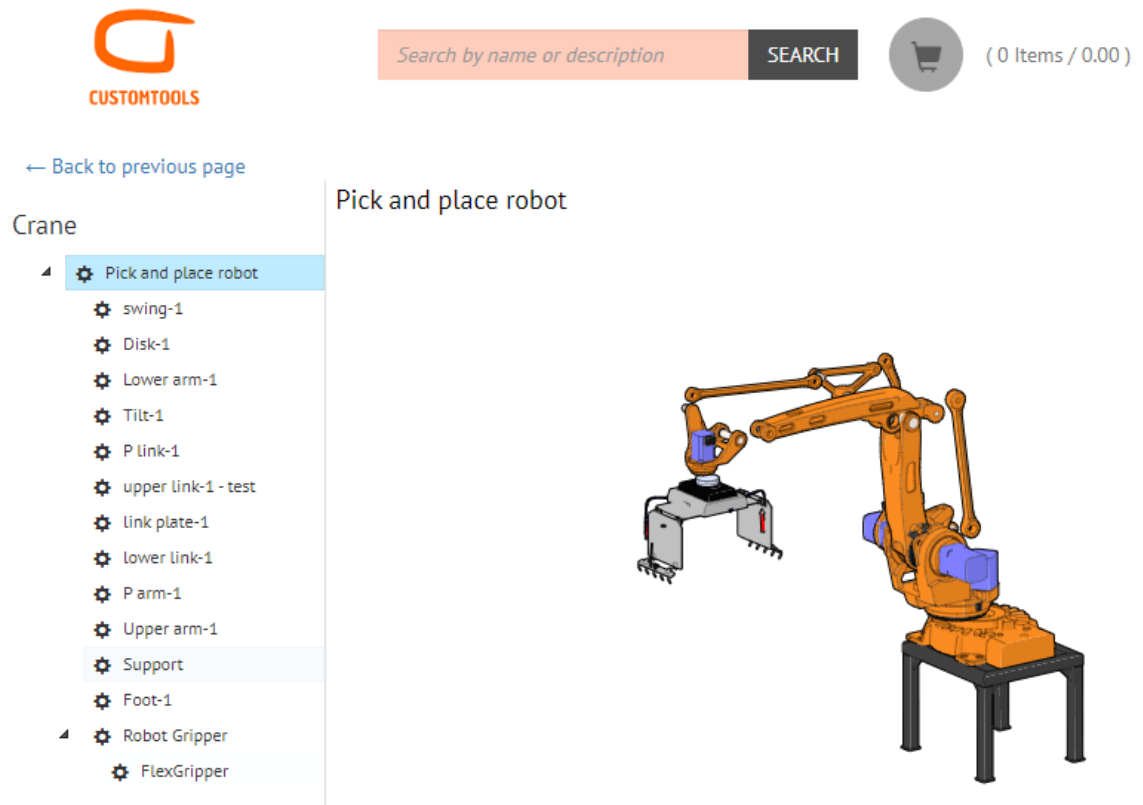 CUSTOMTOOLS
Search by name or description
SEARCH
( 0 Items / 0.00 )
← Back to previous page
Crane
Pick and place robot
Pick and place robot
swing-1
Disk-1
Lower arm-1
Tilt-1
P link-1
upper link-1 - test
link plate-1
lower link-1
P arm-1
Upper arm-1
Support
Foot-1
Robot Gripper
FlexGripper